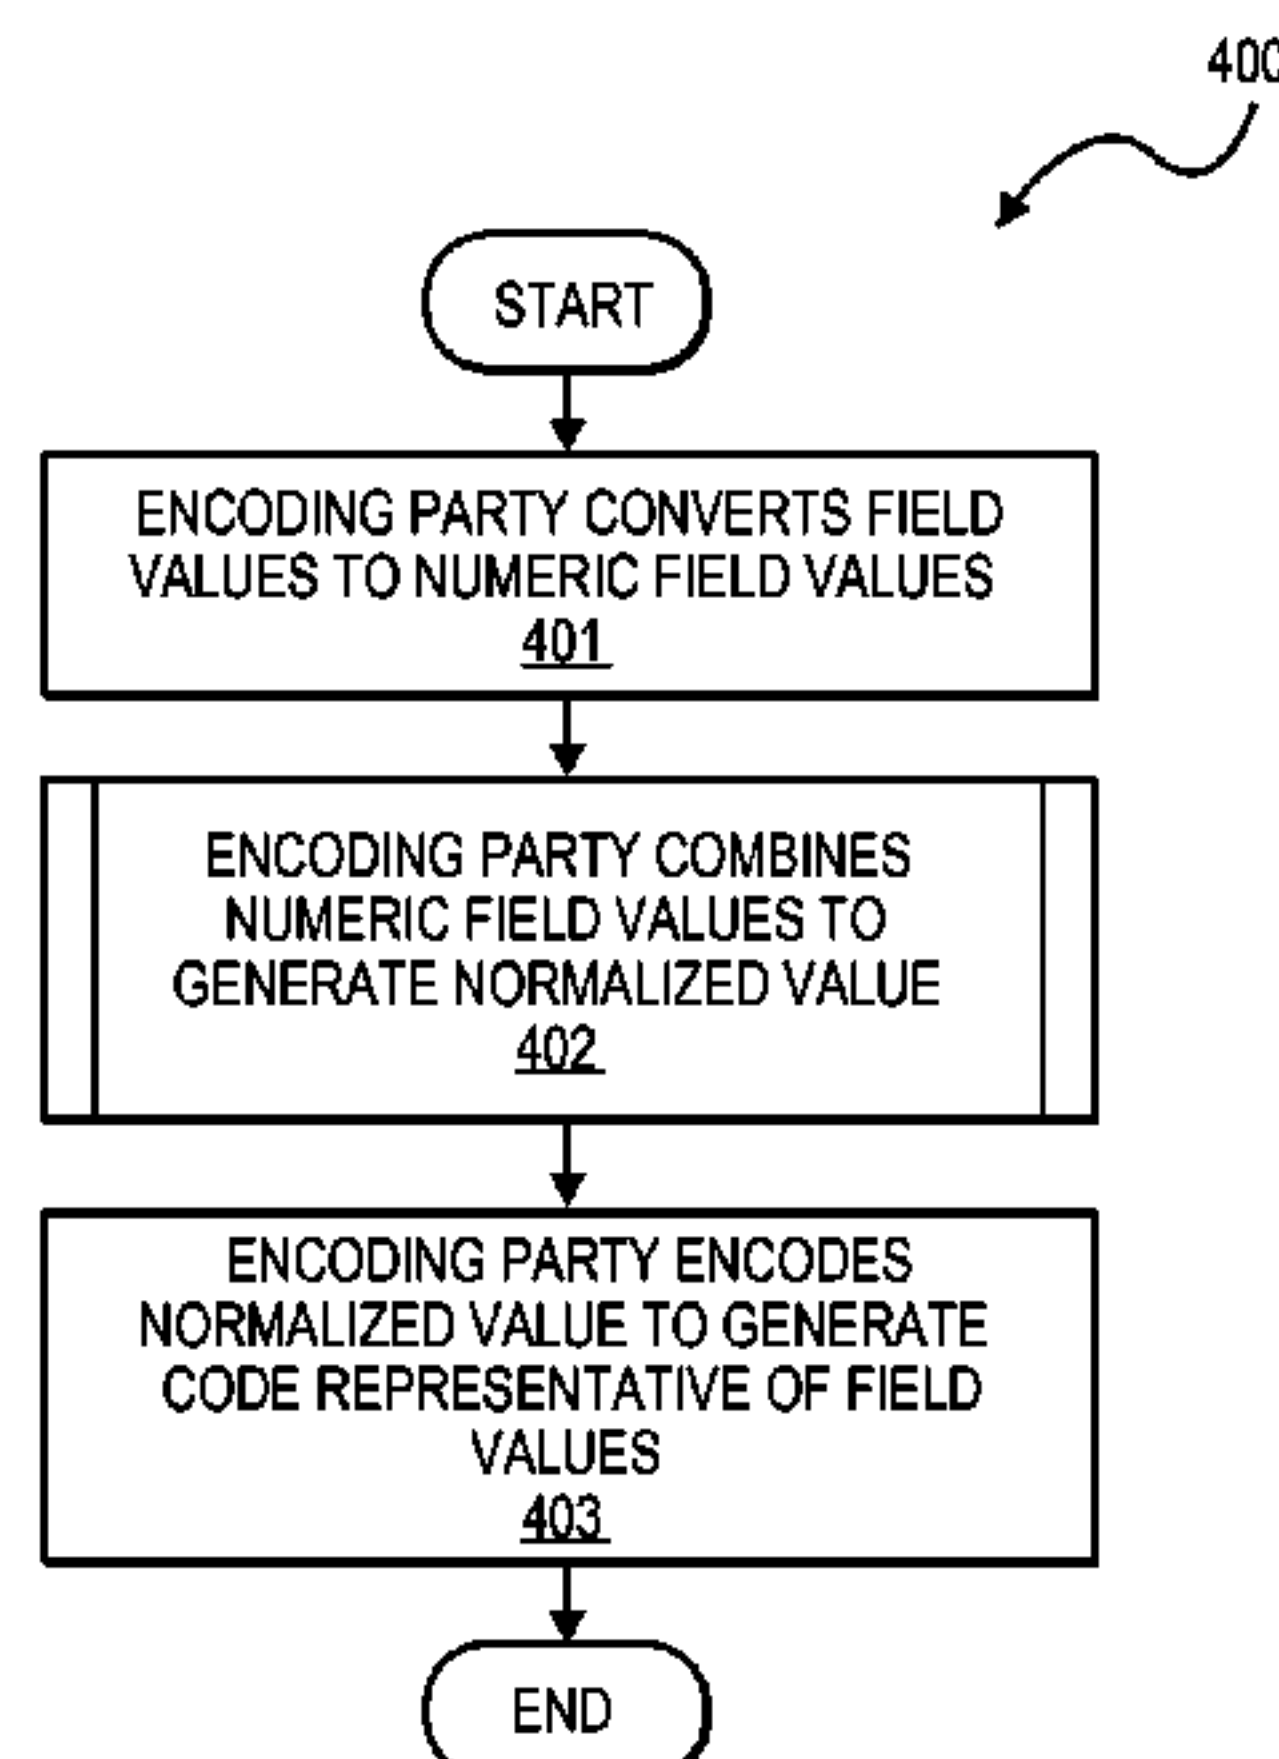 400
START
ENCODING PARTY CONVERTS FIELD
VALUES TO NUMERIC FIELD VALUES
401
ENCODING PARTY COMBINES
NUMERIC FIELD VALUES TO
GENERATE NORMALIZED VALUE
402
ENCODING PARTY ENCODES
NORMALIZED VALUE TO GENERATE
CODE REPRESENTATIVE OF FIELD
VALUES
403
END